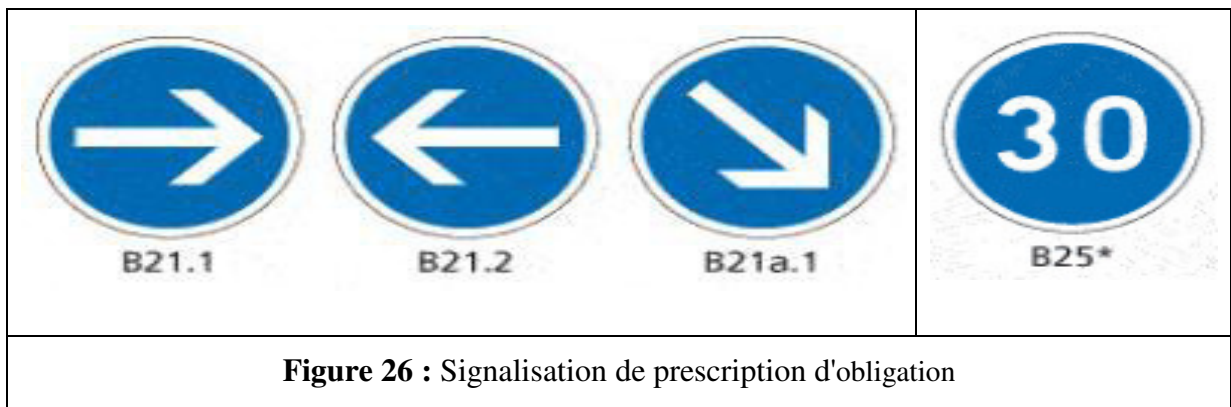 30
B21.1 B21.2 B21a.1 B25*
Figure 26 : Signalisation de prescription d'obligation